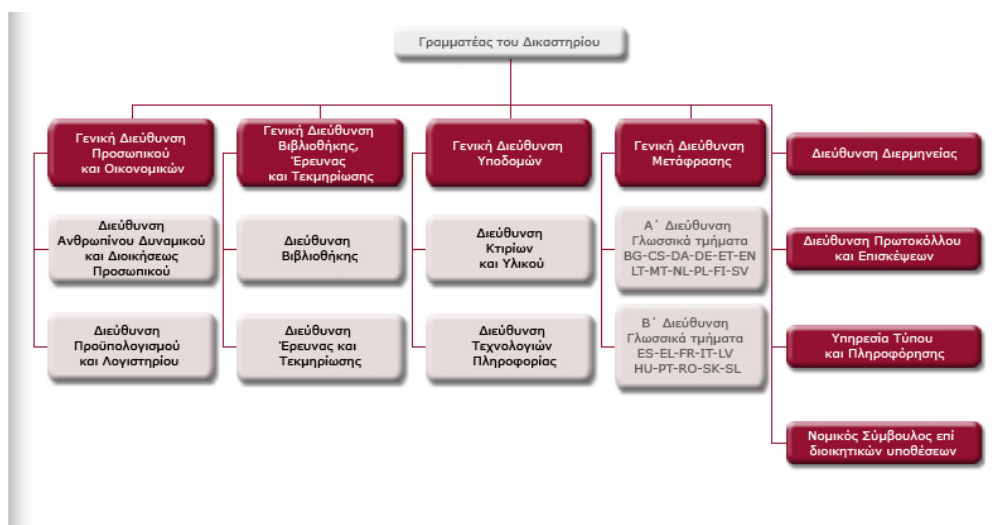 Γραμματέας του Δικαστηρίου
Γενική Διεύθυνση
Προσωπικού
και Οικονομικών
Γενική Διεύθυνση
Βιβλιοθήκης,
Έρευνας
και Τεκμηρίωσης
Γενική Διεύθυνση
Υποδομών
Γενική Διεύθυνση
Μετάφρασης
Διεύθυνση Διερμηνείας
Διεύθυνση
Ανθρωπίνου Δυναμικού
και Διοικήσεως
Προσωπικού
Διεύθυνση
Βιβλιοθήκης
Διεύθυνση
Κτιρίων
και Υλικού
Α΄ Διεύθυνση
Γλωσσικά τμήματα
BG-CS-DA-DE-ET-EN
LT-MT-NL-PL-FI-SV
Διεύθυνση Πρωτοκόλλου
και Επισκέψεων
Διεύθυνση
Προϋπολογισμού
και Λογιστηρίου
Διεύθυνση
Έρευνας και
Τεκμηρίωσης
Διεύθυνση
Τεχνολογιών
Πληροφορίας
Β΄ Διεύθυνση
Γλωσσικά τμήματα
ES-EL-FR-IT-LV
HU-PT-RO-SK-SL
Υπηρεσία Τύπου
και Πληροφόρησης
Νομικός Σύμβουλος επί
διοικητικών υποθέσεων